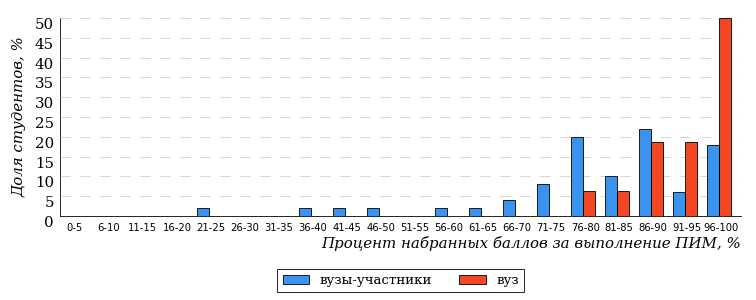 Доля студентов, %
50
45
40
35
30
25
20
15
10
5
0
0-5 6-10 11-15 16-20 21-25 26-30 31-35 36-40 41-45 46-50 51-55 56-60 61-65 66-70 71-75 76-80 81-85 86-90 91-95 96-100
Процент набранных баллов за выполнение ПИМ, %
вузы-участники вуз